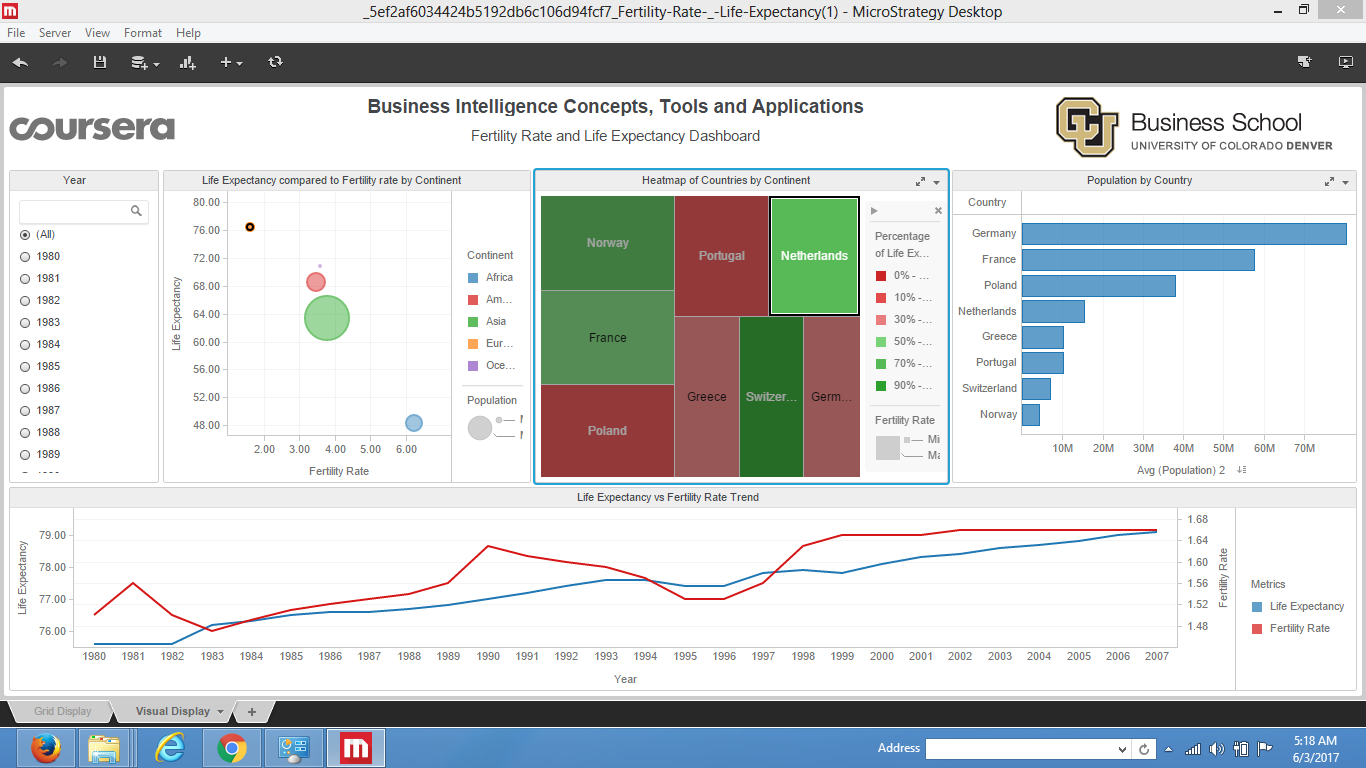 _5ef2af6034424b5192db6c106d94fcf7_Fertility-Rate-_-Life-Expectancy(1) - MicroStrategy Desktop
File Server View Format Help
Business Intelligence Concepts, Tools and Applications
Fertility Rate and Life Expectancy Dashboard
coursera
CU
Business School
UNIVERSITY OF COLORADO DENVER
Year
(All)
1980
1981
1982
1983
1984
1985
1986
1987
1988
1989
Life Expectancy compared to Fertility rate by Continent
Life Expectancy
80.00
76.00
72.00
68.00
64.00
60.00
56.00
52.00
48.00
2.00 3.00 4.00 5.00 6.00
Fertility Rate
Continent
Africa
Am...
Asia
Eur...
Oce...
Population
Heatmap of Countries by Continent
Norway
Portugal
Netherlands
France
Poland
Greece
Switzer...
Germ...
Percentage
of Life Ex...
0% - ...
10% -...
30% -...
50% -...
70% -...
90% -...
Fertility Rate
Mi
Ma
Population by Country
Country
Germany
France
Poland
Netherlands
Greece
Portugal
Switzerland
Norway
10M 20M 30M 40M 50M 60M 70M
Avg (Population) 2
Life Expectancy vs Fertility Rate Trend
Life Expectancy
79.00
78.00
77.00
76.00
1.68
1.64
1.60
1.56
1.52
1.48
Fertility Rate
1980 1981 1982 1983 1984 1985 1986 1987 1988 1989 1990 1991 1992 1993 1994 1995 1996 1997 1998 1999 2000 2001 2002 2003 2004 2005 2006 2007
Year
Metrics
Life Expectancy
Fertility Rate
Grid Display
Visual Display
Address
5:18 AM
6/3/2017